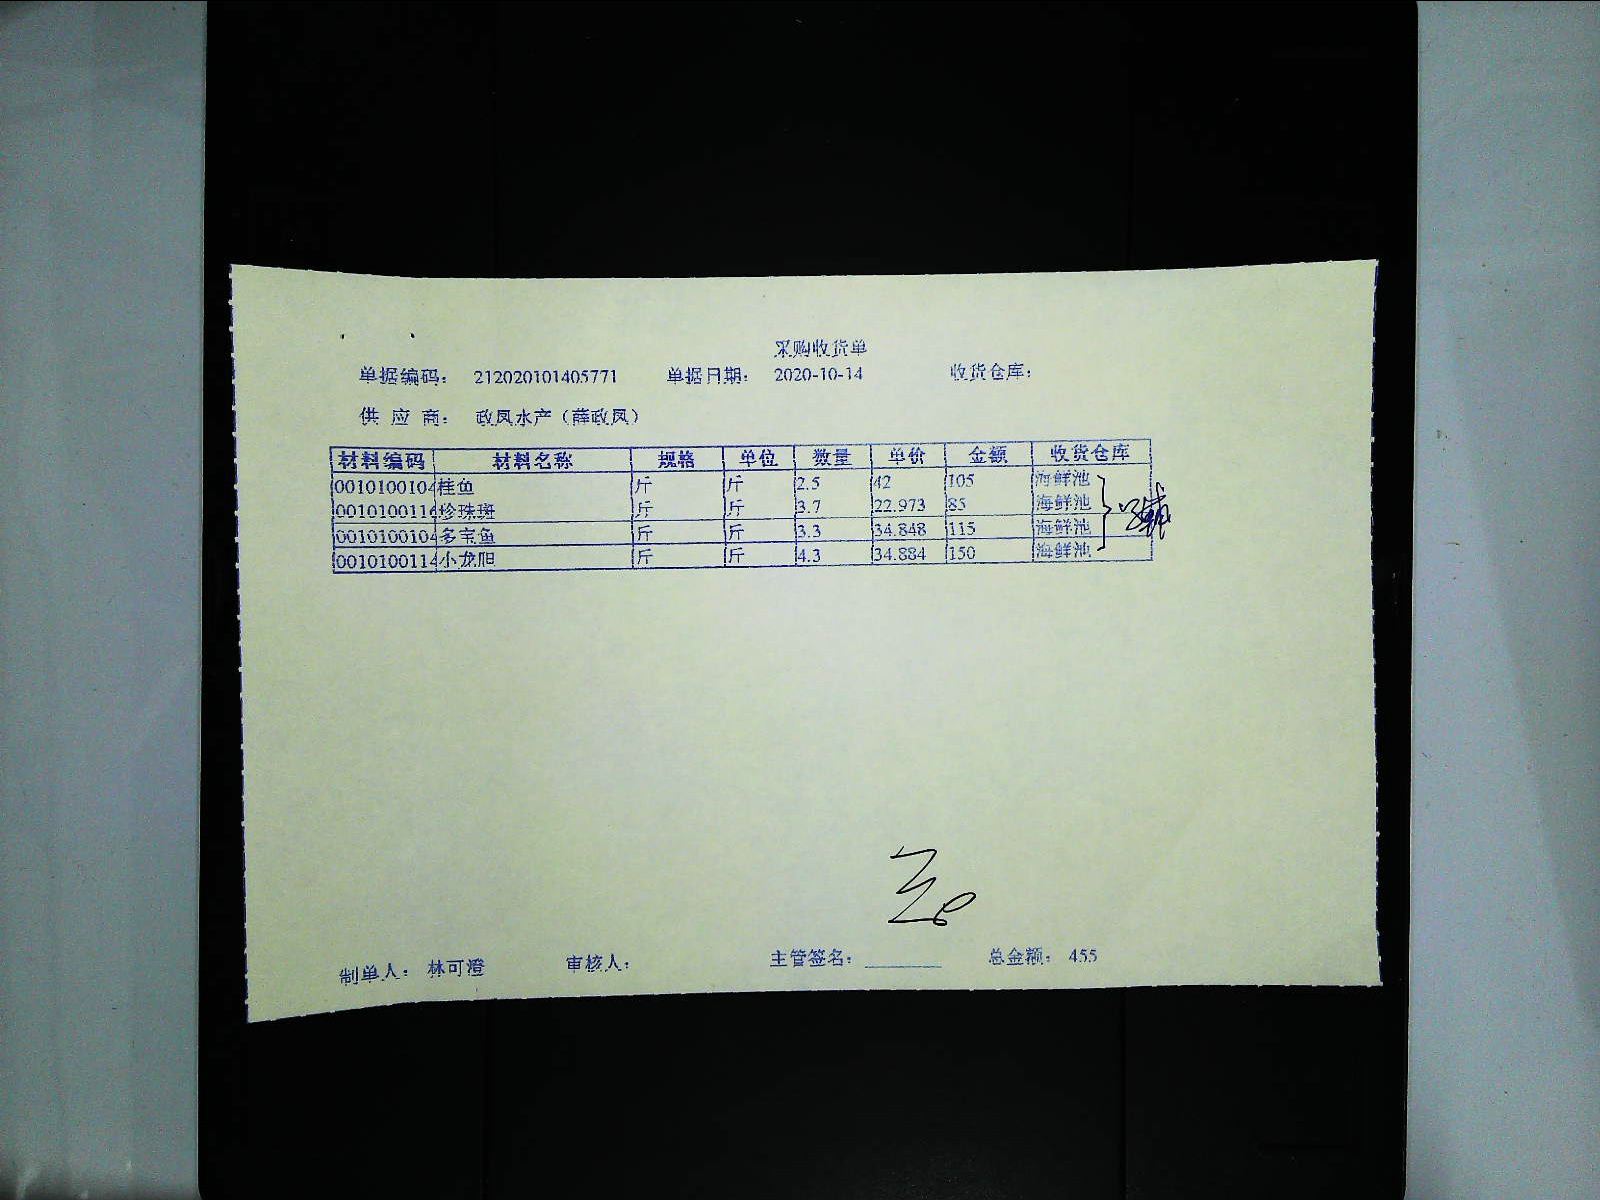 采购收货单
单据编码： 212020101405771 单据日期： 2020-10-14 收货仓库：
供 应 商： 政凤水产（薛政凤）
材料编码 材料名称 规格 单位 数量 单价 金额 收货仓库
0010100104 桂鱼 斤 斤 2.5 42 105 海鲜池
0010100116 珍珠斑 斤 斤 3.7 22.973 85 海鲜池
0010100104 多宝鱼 斤 斤 3.3 34.848 115 海鲜池
0010100114 小龙胆 斤 斤 4.3 34.884 150 海鲜池
制单人： 林可澄 审核人： 主管签名： 总金额： 455